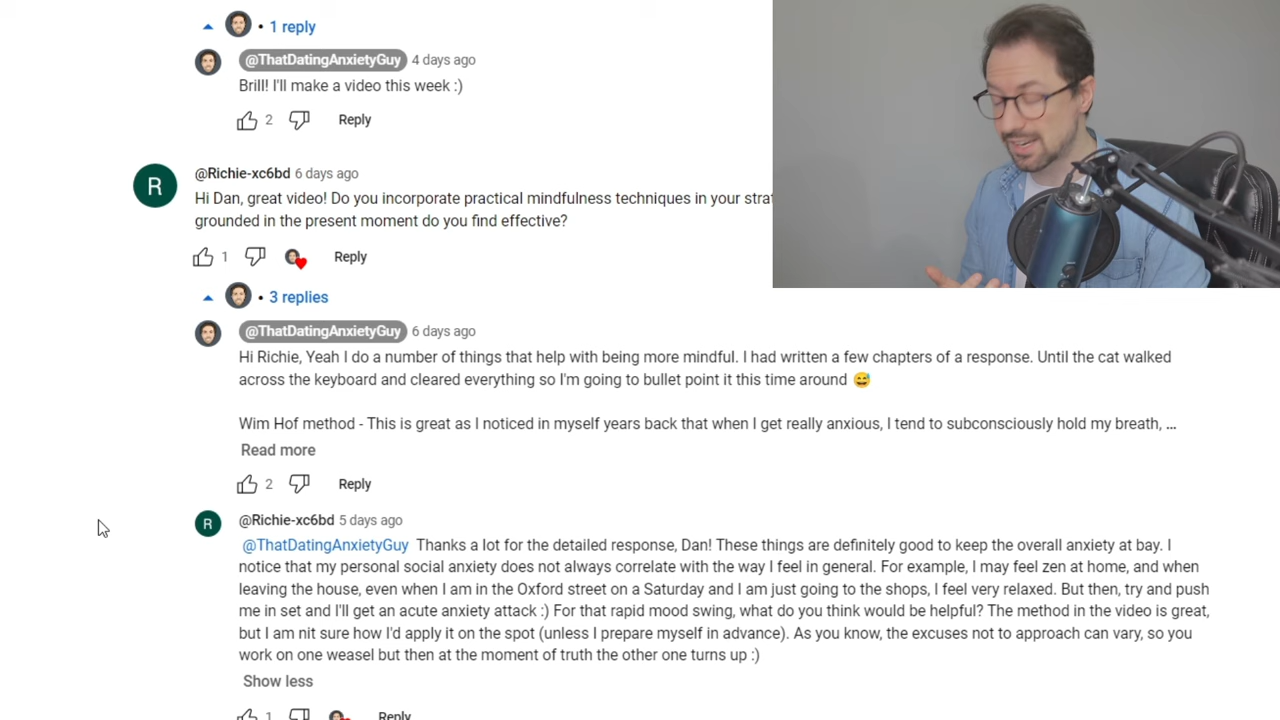 1 reply
@ThatDatingAnxietyGuy 4 days ago
Brill! I'll make a video this week :)
2 Reply
@Richie-xc6bd 6 days ago
R
Hi Dan, great video! Do you incorporate practical mindfulness techniques in your
grounded in the present moment do you find effective?
1 Reply
3 replies
@ThatDatingAnxietyGuy 6 days ago
Hi Richie, Yeah I do a number of things that help with being more mindful. I had written a few chapters of a response. Until the cat walked
across the keyboard and cleared everything so I'm going to bullet point it this time around 😅
Wim Hof method - This is great as I noticed in myself years back that when I get really anxious, I tend to subconsciously hold my breath, ...
Read more
2 Reply
R @Richie-xc6bd 5 days ago
@ThatDatingAnxietyGuy Thanks a lot for the detailed response, Dan! These things are definitely good to keep the overall anxiety at bay. I
notice that my personal social anxiety does not always correlate with the way I feel in general. For example, I may feel zen at home, and when
leaving the house, even when I am in the Oxford street on a Saturday and I am just going to the shops, I feel very relaxed. But then, try and push
me in set and I'll get an acute anxiety attack :) For that rapid mood swing, what do you think would be helpful? The method in the video is great,
but I am nit sure how I'd apply it on the spot (unless I prepare myself in advance). As you know, the excuses not to approach can vary, so you
work on one weasel but then at the moment of truth the other one turns up :)
Show less
1 Reply